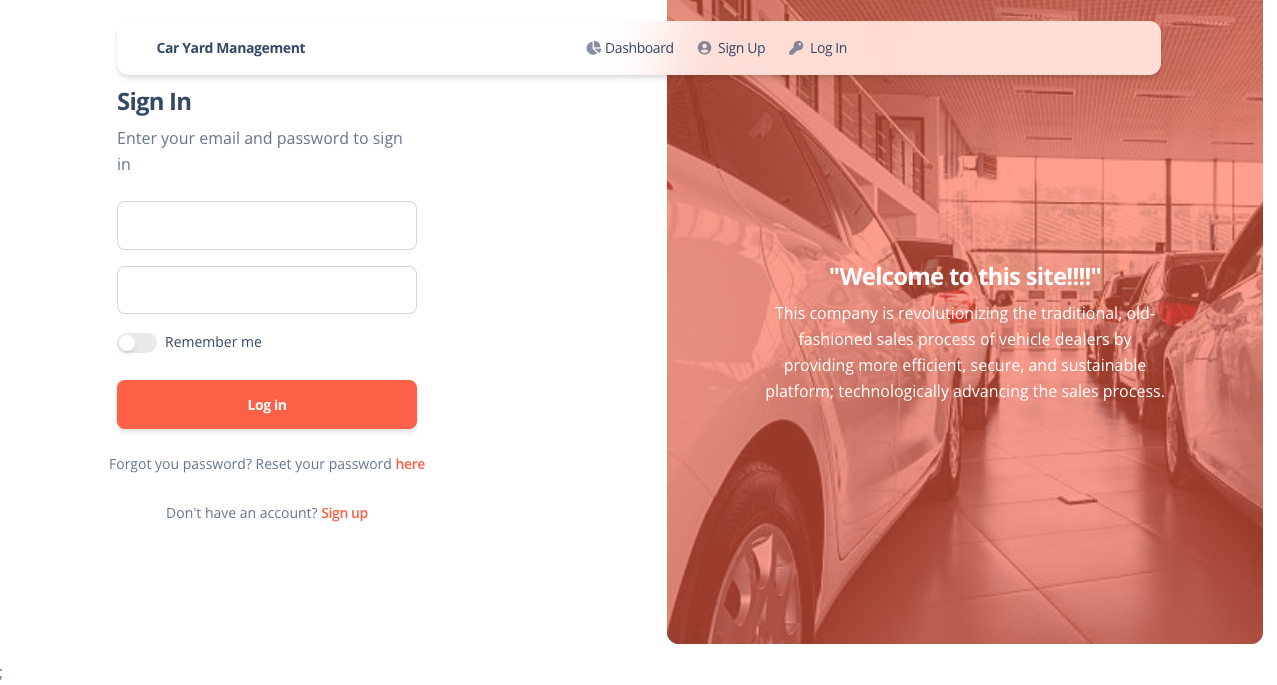 Car Yard Management
Dashboard
Sign Up
Log In
Sign In
Enter your email and password to sign
in
Remember me
Log in
Forgot you password? Reset your password here
Don't have an account? Sign up
"Welcome to this site!!!!"
This company is revolutionizing the traditional, old-
fashioned sales process of vehicle dealers by
providing more efficient, secure, and sustainable
platform; technologically advancing the sales process.
;